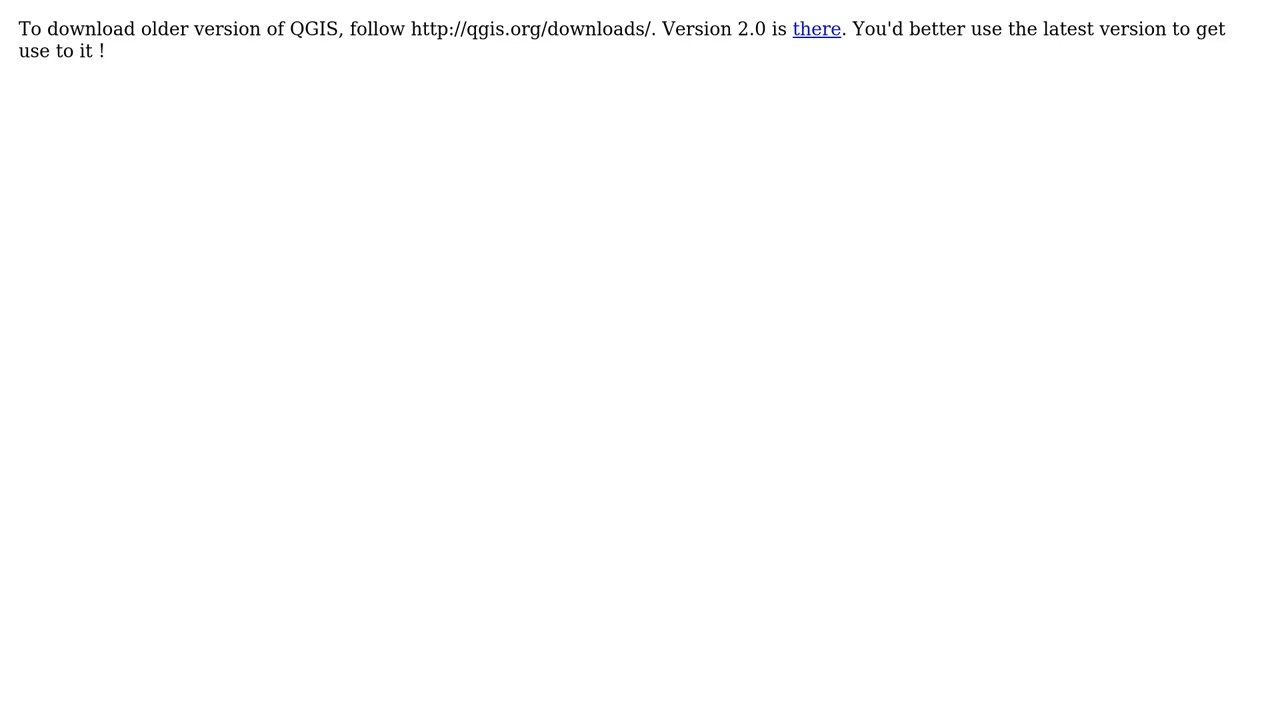 To download older version of QGIS, follow http://qgis.org/downloads/. Version 2.0 is there. You'd better use the latest version to get
use to it !